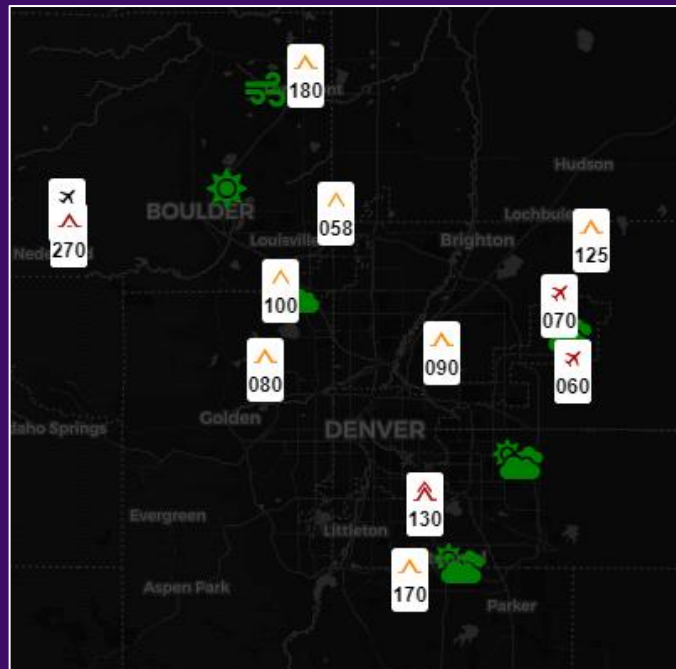 180
Hudson
BOULDER
058
Lochbuie
270
Louisville
Brighton
125
100
070
080
090
060
Golden
DENVER
Idaho Springs
130
Evergreen
Littleton
170
Aspen Park
Parker